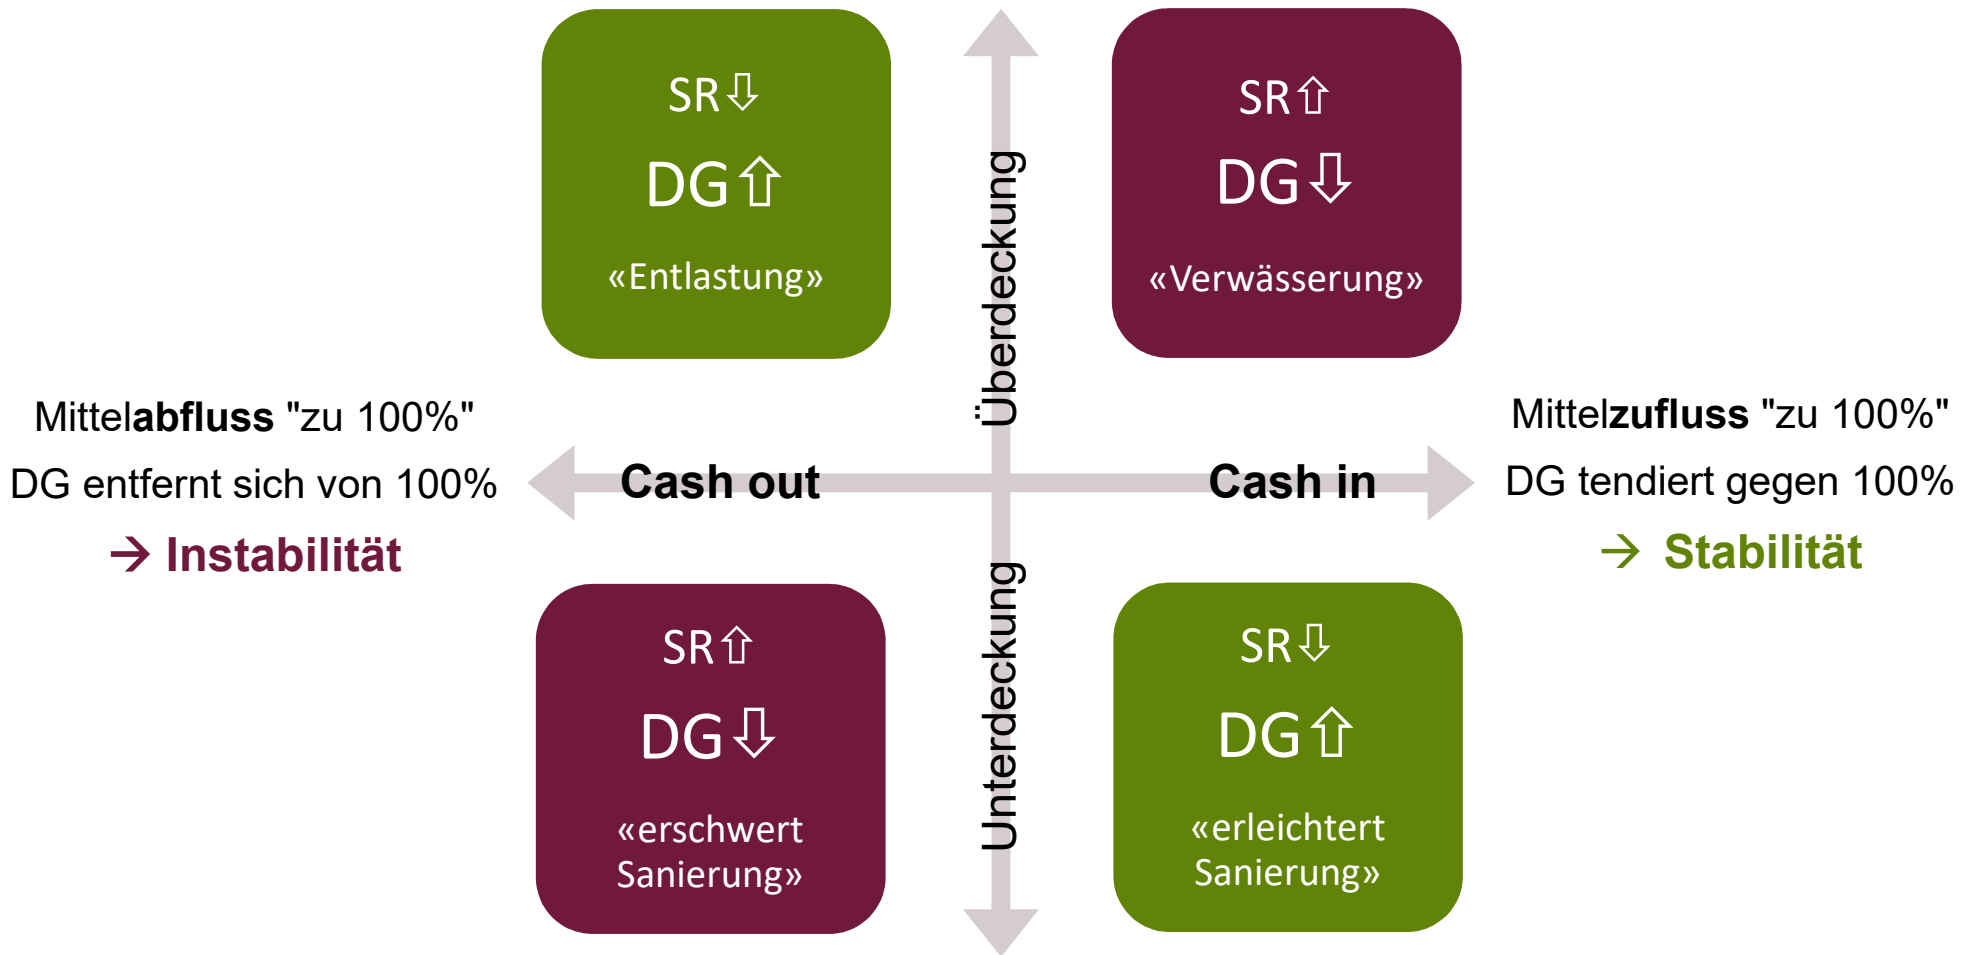 SR⇩
DG⇧
«Entlastung»
SR⇧
DG⇩
«Verwässerung»
Überdeckung
Mittelabfluss "zu 100%"
DG entfernt sich von 100%
→ Instabilität
Cash out
Cash in
Mittelzufluss "zu 100%"
DG tendiert gegen 100%
→ Stabilität
Unterdeckung
SR⇧
DG⇩
«erschwert
Sanierung»
SR⇩
DG⇧
«erleichtert
Sanierung»